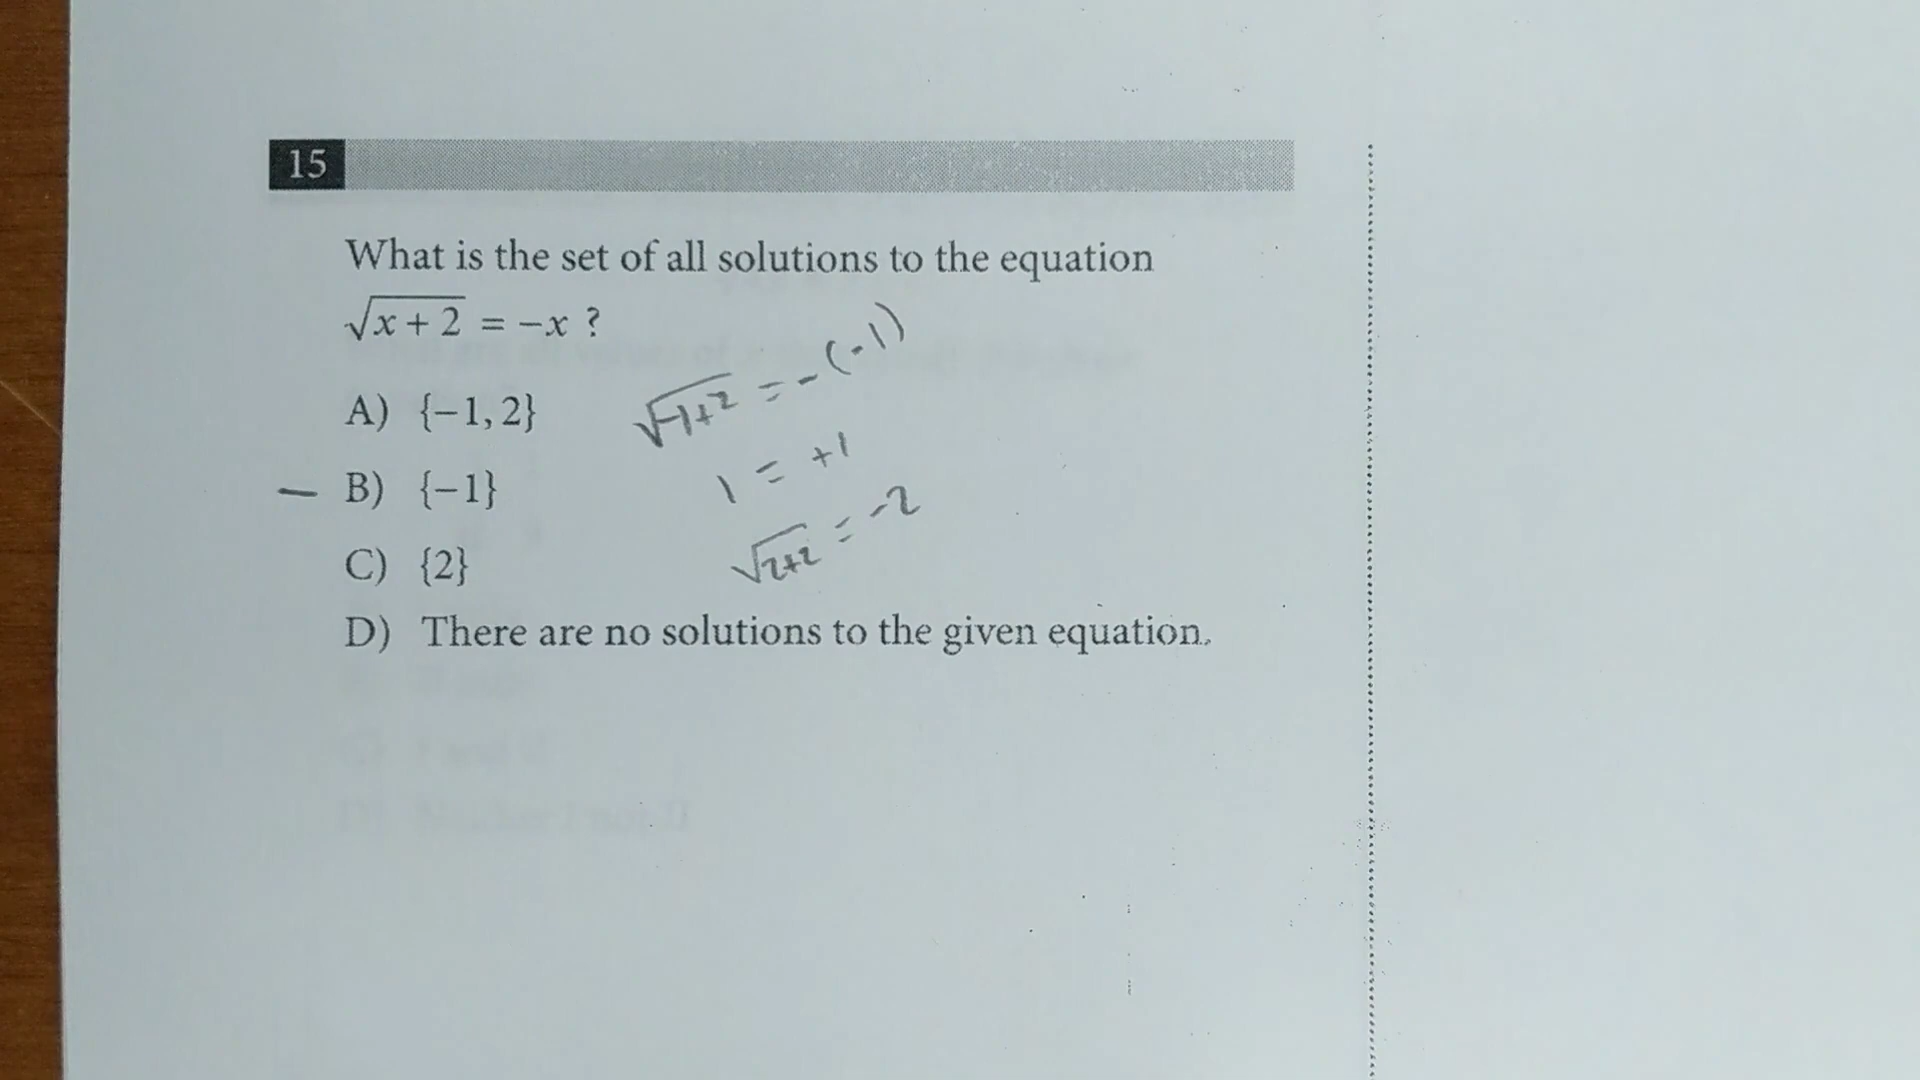 15
What is the set of all solutions to the equation
√x + 2 = −x ?
A) {−1, 2}
B) {−1}
C) {2}
D) There are no solutions to the given equation.
√-1+2 = -(-1)
1 = +1
√2+2 = -2